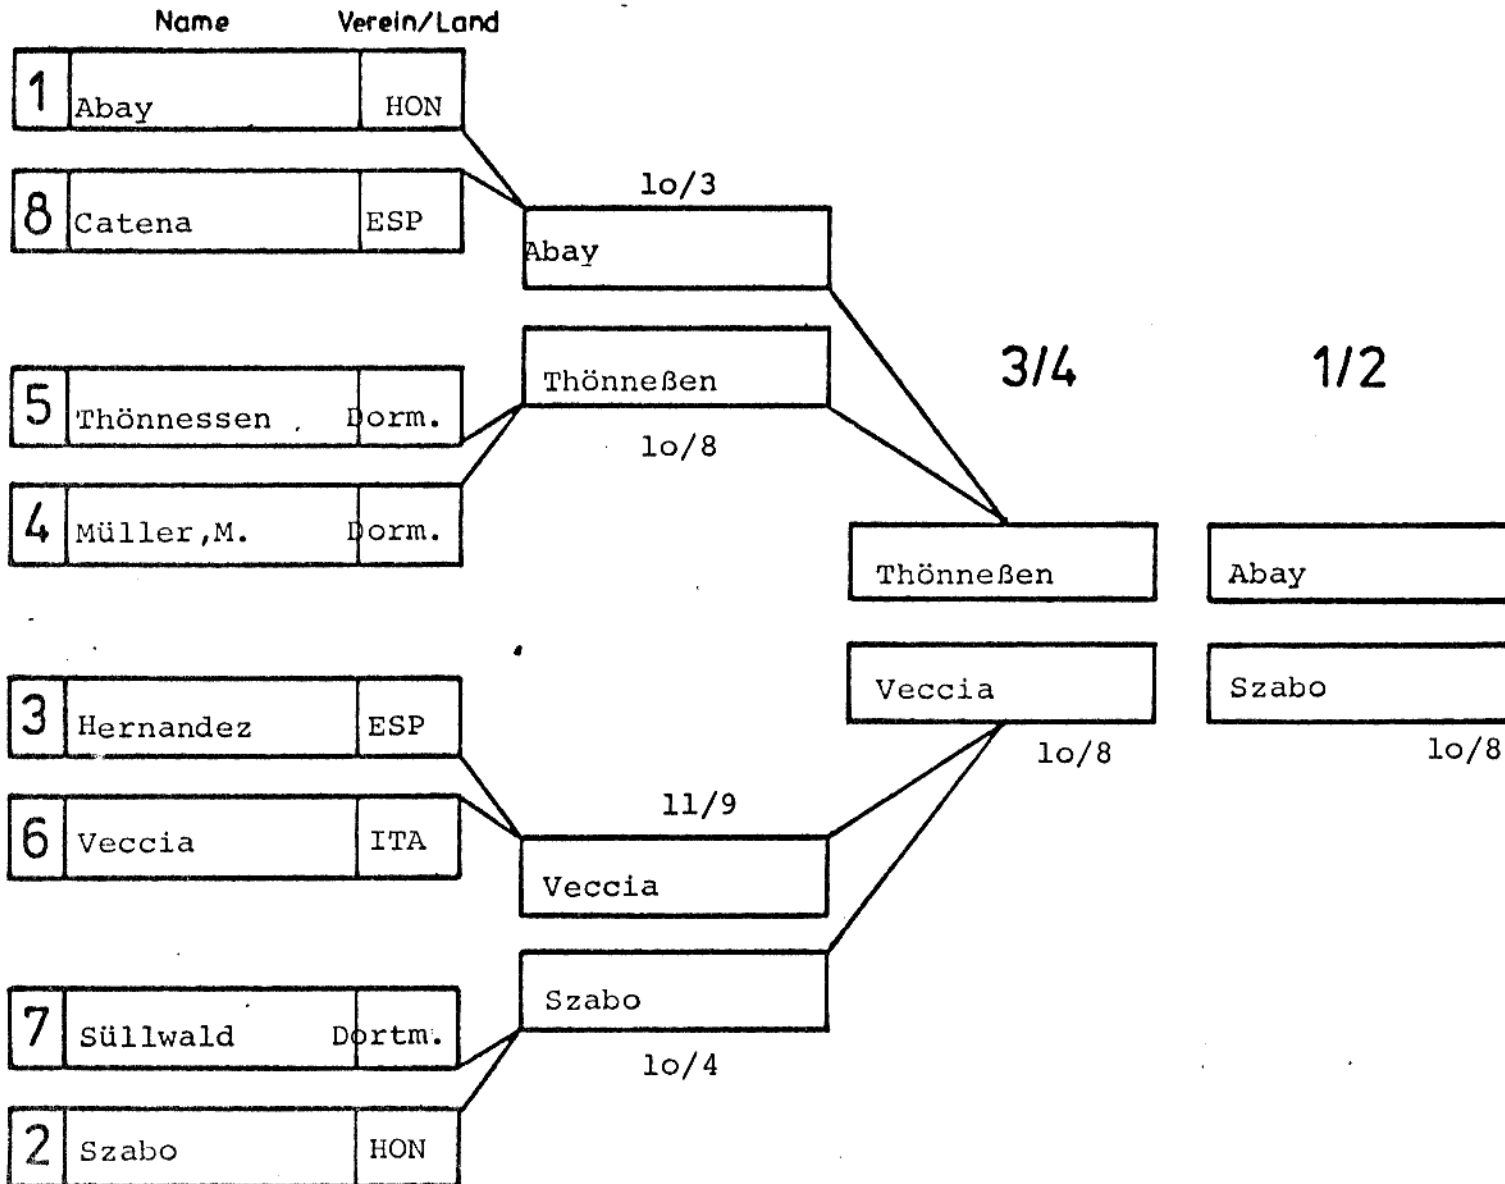 Name Verein/Land
1 Abay HON
8 Catena ESP
lo/3
Abay
5 Thönnessen Dorm.
4 Müller,M. Dorm.
Thönneßen
lo/8
3/4 1/2
Thönneßen Abay
Veccia Szabo
lo/8 lo/8
3 Hernandez ESP
6 Veccia ITA
11/9
Veccia
7 Süllwald Dortm.
2 Szabo HON
Szabo
lo/4